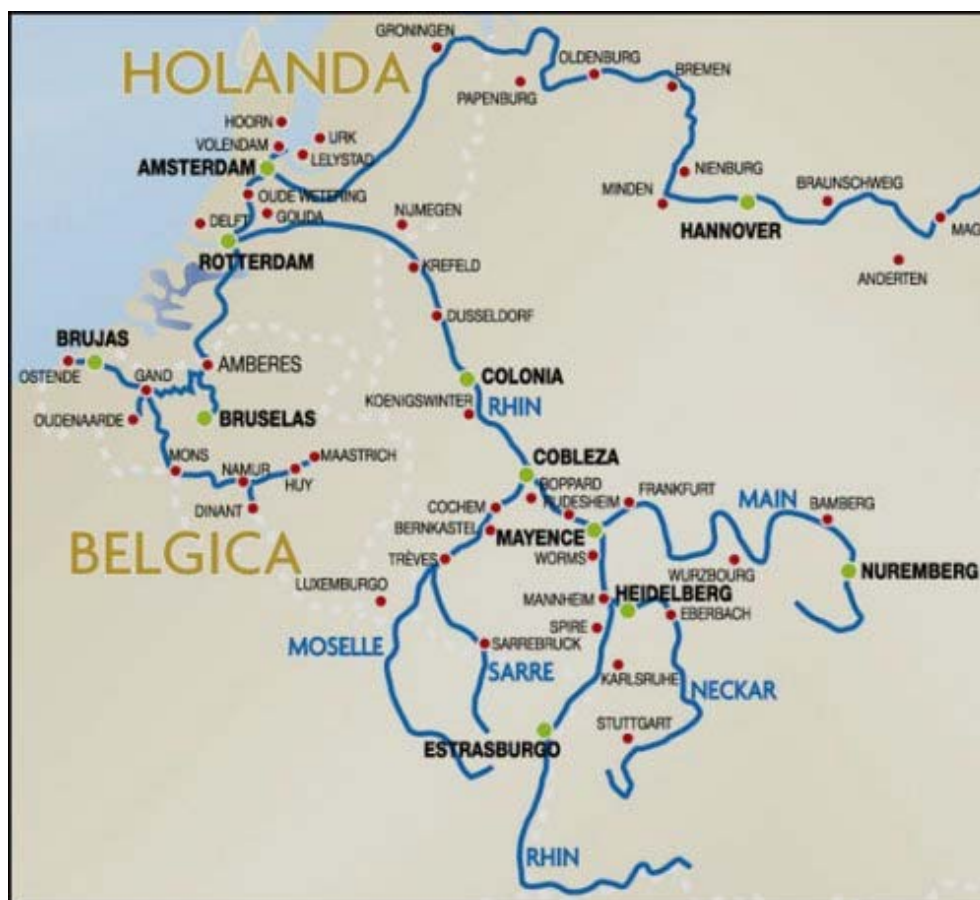 GRONINGEN
HOLANDA
OLDENBURG
BREMEN
PAPENBURG
HOORN
VOLENDAM
URK
LELYSTAD
AMSTERDAM
NIENBURG
MINDEN
BRAUNSCHWEIG
OUDE WETERING
GOUDA
DELFT
NIJMEGEN
HANNOVER
MAG
ROTTERDAM
KREFELD
ANDERTEN
DUSSELDORF
BRUJAS
OSTENDE
GAND
AMBERES
COLONIA
KOENIGSWINTER
RHIN
OUDENAARDE
BRUSELAS
MONS
NAMUR
MAASTRICH
HUY
DINANT
COBLEZA
BOPPARD
RUDESHEIM
FRANKFURT
MAIN
BAMBERG
COCHEM
BERNKASTEL
MAYENCE
BELGICA
TRÈVES
WORMS
WURZBOURG
NUREMBERG
LUXEMBURGO
MANNHEIM
HEIDELBERG
EBERBACH
SPIRE
MOSELLE
SARREBRUCK
SARRE
KARLSRUHE
NECKAR
STUTTGART
ESTRASBURGO
RHIN